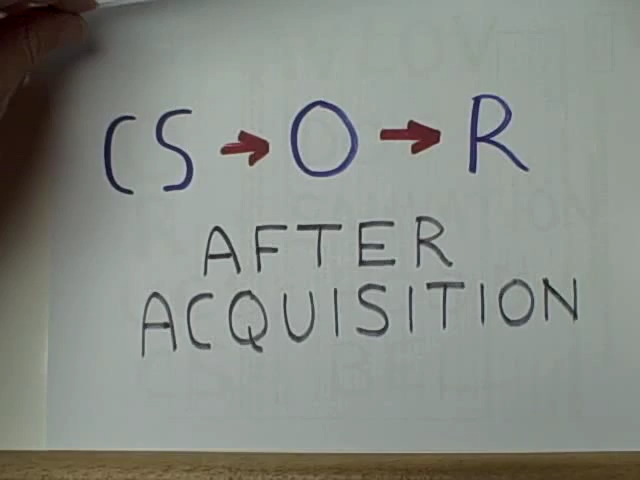 CS → O → R
AFTER
ACQUISITION